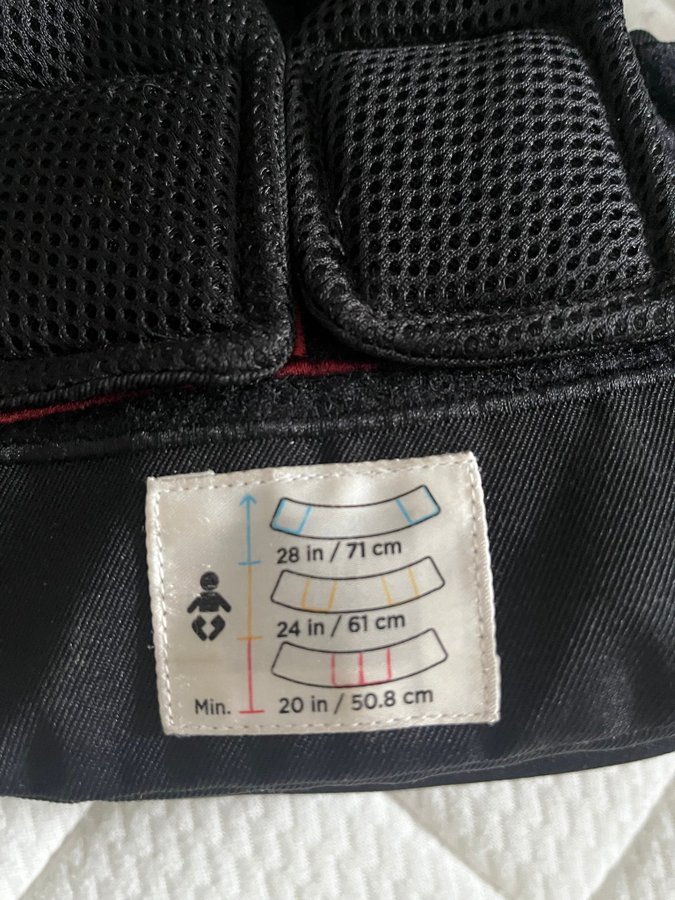 28 in / 71 cm
24 in / 61 cm
Min. 20 in / 50.8 cm